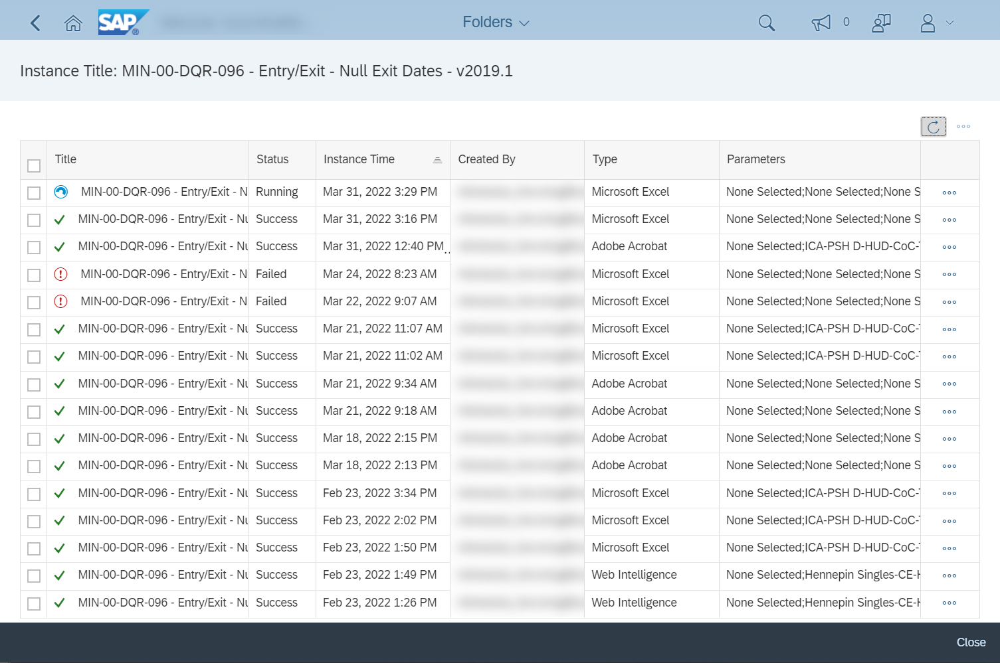 SAP ®
Folders
0
Instance Title: MIN-00-DQR-096 - Entry/Exit - Null Exit Dates - v2019.1
Title Status Instance Time Created By Type Parameters
MIN-00-DQR-096 - Entry/Exit - N Running Mar 31, 2022 3:29 PM Microsoft Excel None Selected;None Selected;None S
MIN-00-DQR-096 - Entry/Exit - Nu Success Mar 31, 2022 3:16 PM Microsoft Excel None Selected;None Selected;None S
MIN-00-DQR-096 - Entry/Exit - Nu Success Mar 31, 2022 12:40 PM Adobe Acrobat None Selected;ICA-PSH D-HUD-CoC-T
MIN-00-DQR-096 - Entry/Exit - N Failed Mar 24, 2022 8:23 AM Microsoft Excel None Selected;None Selected;None S
MIN-00-DQR-096 - Entry/Exit - N Failed Mar 22, 2022 9:07 AM Microsoft Excel None Selected;None Selected;None S
MIN-00-DQR-096 - Entry/Exit - Nu Success Mar 21, 2022 11:07 AM Microsoft Excel None Selected;ICA-PSH D-HUD-CoC-T
MIN-00-DQR-096 - Entry/Exit - Nu Success Mar 21, 2022 11:02 AM Microsoft Excel None Selected;ICA-PSH D-HUD-CoC-T
MIN-00-DQR-096 - Entry/Exit - Nu Success Mar 21, 2022 9:34 AM Adobe Acrobat None Selected;None Selected;None S
MIN-00-DQR-096 - Entry/Exit - Nu Success Mar 21, 2022 9:18 AM Adobe Acrobat None Selected;None Selected;None S
MIN-00-DQR-096 - Entry/Exit - Nu Success Mar 18, 2022 2:15 PM Adobe Acrobat None Selected;None Selected;None S
MIN-00-DQR-096 - Entry/Exit - Nu Success Mar 18, 2022 2:13 PM Adobe Acrobat None Selected;None Selected;None S
MIN-00-DQR-096 - Entry/Exit - Nu Success Feb 23, 2022 3:34 PM Microsoft Excel None Selected;ICA-PSH D-HUD-CoC-T
MIN-00-DQR-096 - Entry/Exit - Nu Success Feb 23, 2022 2:02 PM Microsoft Excel None Selected;ICA-PSH D-HUD-CoC-T
MIN-00-DQR-096 - Entry/Exit - Nu Success Feb 23, 2022 1:50 PM Microsoft Excel None Selected;ICA-PSH D-HUD-CoC-T
MIN-00-DQR-096 - Entry/Exit - Nu Success Feb 23, 2022 1:49 PM Web Intelligence None Selected;Hennepin Singles-CE-H
MIN-00-DQR-096 - Entry/Exit - Nu Success Feb 23, 2022 1:26 PM Web Intelligence None Selected;Hennepin Singles-CE-H
Close